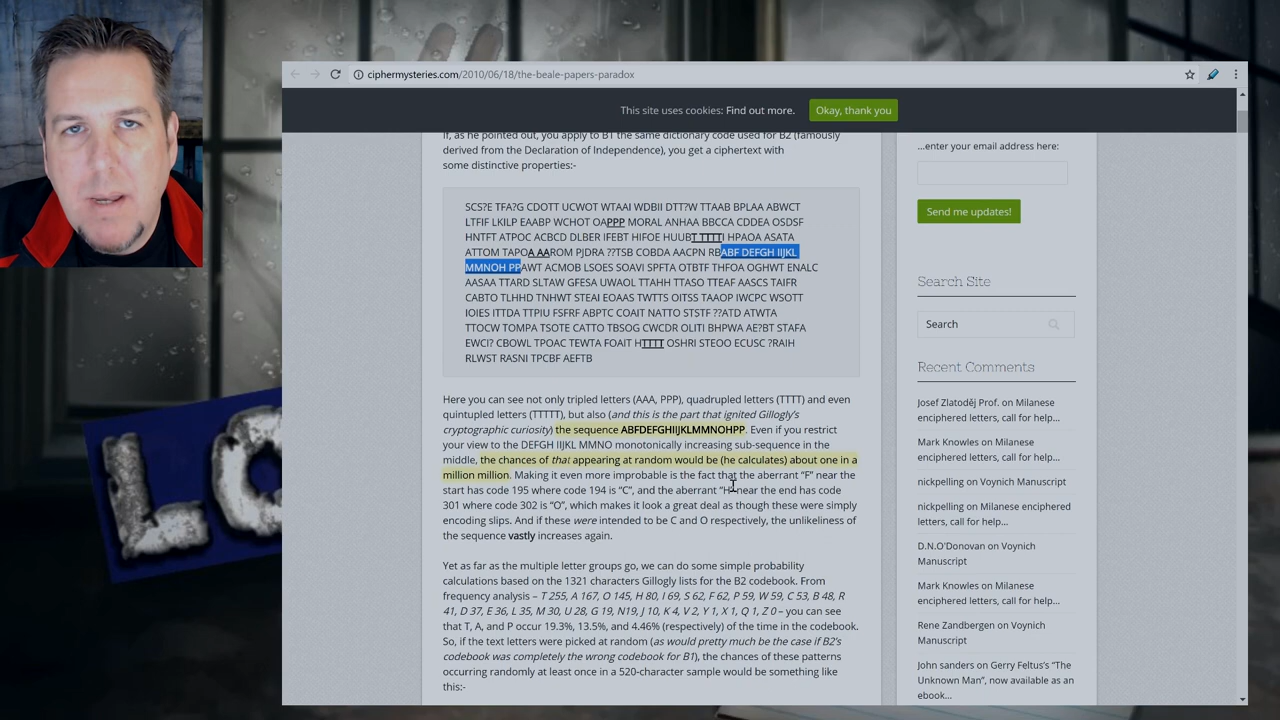 ciphermysteries.com/2010/06/18/the-beale-papers-paradox
This site uses cookies: Find out more.
Okay, thank you
If, as he pointed out, you apply to B1 the same dictionary code used for B2 (famously
derived from the Declaration of Independence), you get a ciphertext with
some distinctive properties:-
SCS?E TFA?G CDOTT UCWOT WTAAI WDBII DTT?W TTAAB BPLAA ABWCT
LTFIF LKILP EAABP WCHOT OAPPP MORAL ANHAA BBCCA CDDEA OSDSF
HNTFT ATPOC ACBCD DLBER IFEBT HIFOE HUUBT TTTTI HPAOA ASATA
ATTOM TAPOA AAROM PJDRA ??TSB COBDA AACPN RBABF DEFGH IIJKL
MMNOH PPAWT ACMOB LSOES SOAVI SPFTA OTBTF THFOA OGHWT ENALC
AASAA TTARD SLTAW GFESA UWAOL TTAHH TTASO TTEAF AASCS TAIFR
CABTO TLHHD TNHWT STEAI EOAAS TWTTS OITSS TAAOP IWCPC WSOTT
IOIES ITTDA TTPIU FSFRF ABPTC COAIT NATTO STSTF ??ATD ATWTA
TTOCW TOMPA TSOTE CATTO TBSOG CWCDR OLITI BHPWA AE?BT STAFA
EWCI? CBOWL TPOAC TEWTA FOAIT HTTTT OSHRI STEOO ECUSC ?RAIH
RLWST RASNI TPCBF AEFTB
Here you can see not only tripled letters (AAA, PPP), quadrupled letters (TTTT) and even
quintupled letters (TTTTT), but also (and this is the part that ignited Gillogly's
cryptographic curiosity) the sequence ABFDEFGHIIJKLMMNOHPP. Even if you restrict
your view to the DEFGH IIJKL MMNO monotonically increasing sub-sequence in the
middle, the chances of that appearing at random would be (he calculates) about one in a
million million. Making it even more improbable is the fact that the aberrant "F" near the
start has code 195 where code 194 is "C", and the aberrant "H" near the end has code
301 where code 302 is "O", which makes it look a great deal as though these were simply
encoding slips. And if these were intended to be C and O respectively, the unlikeliness of
the sequence vastly increases again.
Yet as far as the multiple letter groups go, we can do some simple probability
calculations based on the 1321 characters Gillogly lists for the B2 codebook. From
frequency analysis – T 255, A 167, O 145, H 80, I 69, S 62, F 62, P 59, W 59, C 53, B 48, R
41, D 37, E 36, L 35, M 30, U 28, G 19, N19, J 10, K 4, V 2, Y 1, X 1, Q 1, Z 0 – you can see
that T, A, and P occur 19.3%, 13.5%, and 4.46% (respectively) of the time in the codebook.
So, if the text letters were picked at random (as would pretty much be the case if B2's
codebook was completely the wrong codebook for B1), the chances of these patterns
occurring randomly at least once in a 520-character sample would be something like
this:-
...enter your email address here:
Send me updates!
Search Site
Search
Recent Comments
Josef Zlatoděj Prof. on Milanese
enciphered letters, call for help...
Mark Knowles on Milanese
enciphered letters, call for help...
nickpelling on Voynich Manuscript
nickpelling on Milanese enciphered
letters, call for help...
D.N.O'Donovan on Voynich
Manuscript
Mark Knowles on Milanese
enciphered letters, call for help...
Rene Zandbergen on Voynich
Manuscript
John sanders on Gerry Feltus's "The
Unknown Man", now available as an
ebook...